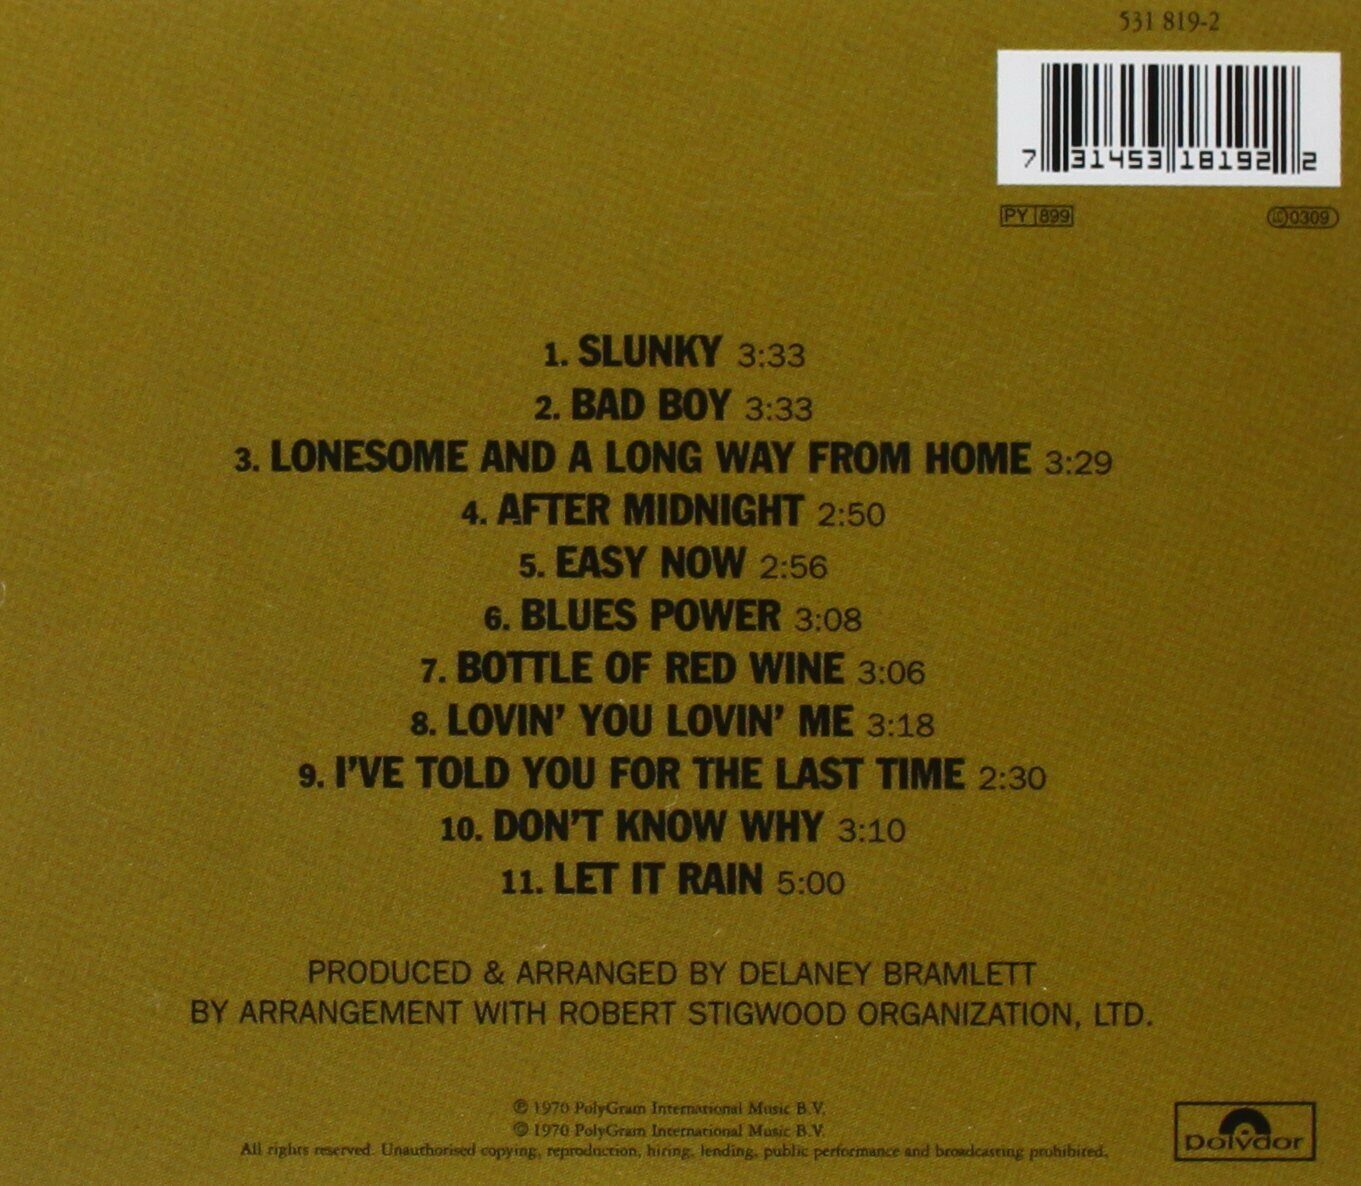 531 819-2
7 31453 18192 2
PY 899
LC 0309
1. SLUNKY 3:33
2. BAD BOY 3:33
3. LONESOME AND A LONG WAY FROM HOME 3:29
4. AFTER MIDNIGHT 2:50
5. EASY NOW 2:56
6. BLUES POWER 3:08
7. BOTTLE OF RED WINE 3:06
8. LOVIN' YOU LOVIN' ME 3:18
9. I'VE TOLD YOU FOR THE LAST TIME 2:30
10. DON'T KNOW WHY 3:10
11. LET IT RAIN 5:00
PRODUCED & ARRANGED BY DELANEY BRAMLETT
BY ARRANGEMENT WITH ROBERT STIGWOOD ORGANIZATION, LTD.
℗ 1970 PolyGram International Music B.V.
© 1970 PolyGram International Music B.V.
All rights reserved. Unauthorised copying, reproduction, hiring, lending, public performance and broadcasting prohibited.
Polydor